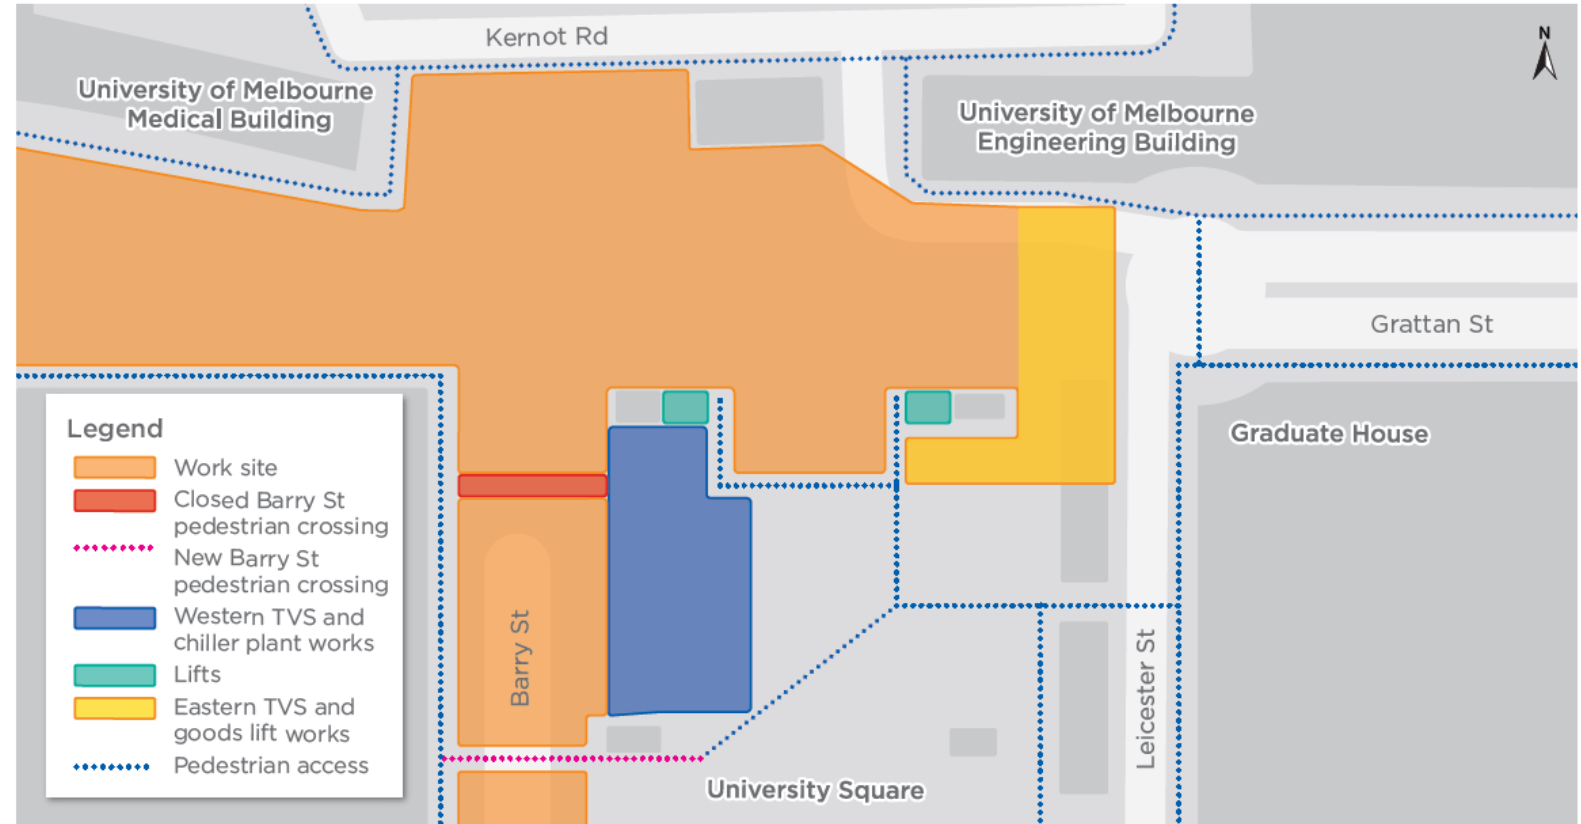 Kernot Rd
N
University of Melbourne
Medical Building
University of Melbourne
Engineering Building
Grattan St
Graduate House
Legend
Work site
Closed Barry St
pedestrian crossing
New Barry St
pedestrian crossing
Western TVS and
chiller plant works
Lifts
Eastern TVS and
goods lift works
Pedestrian access
Barry St
Leicester St
University Square